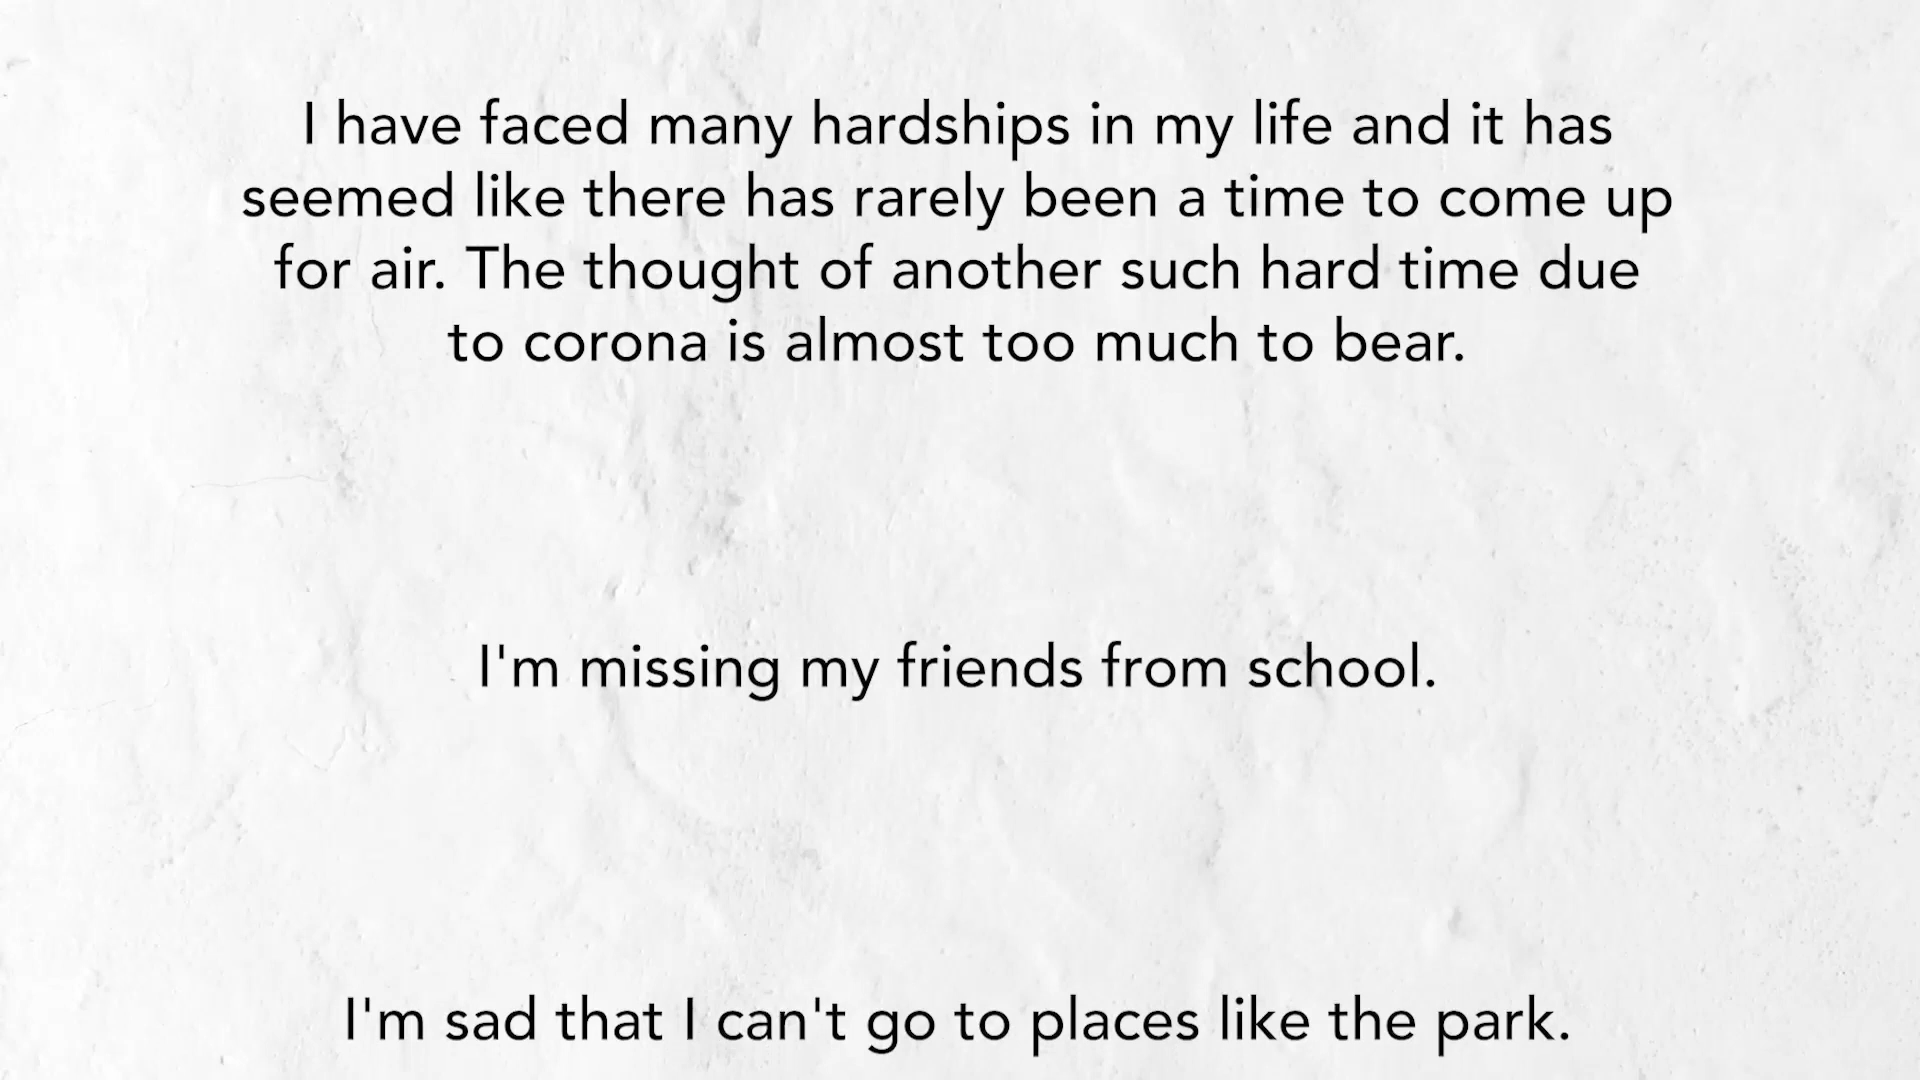 I have faced many hardships in my life and it has
seemed like there has rarely been a time to come up
for air. The thought of another such hard time due
to corona is almost too much to bear.
I'm missing my friends from school.
I'm sad that I can't go to places like the park.